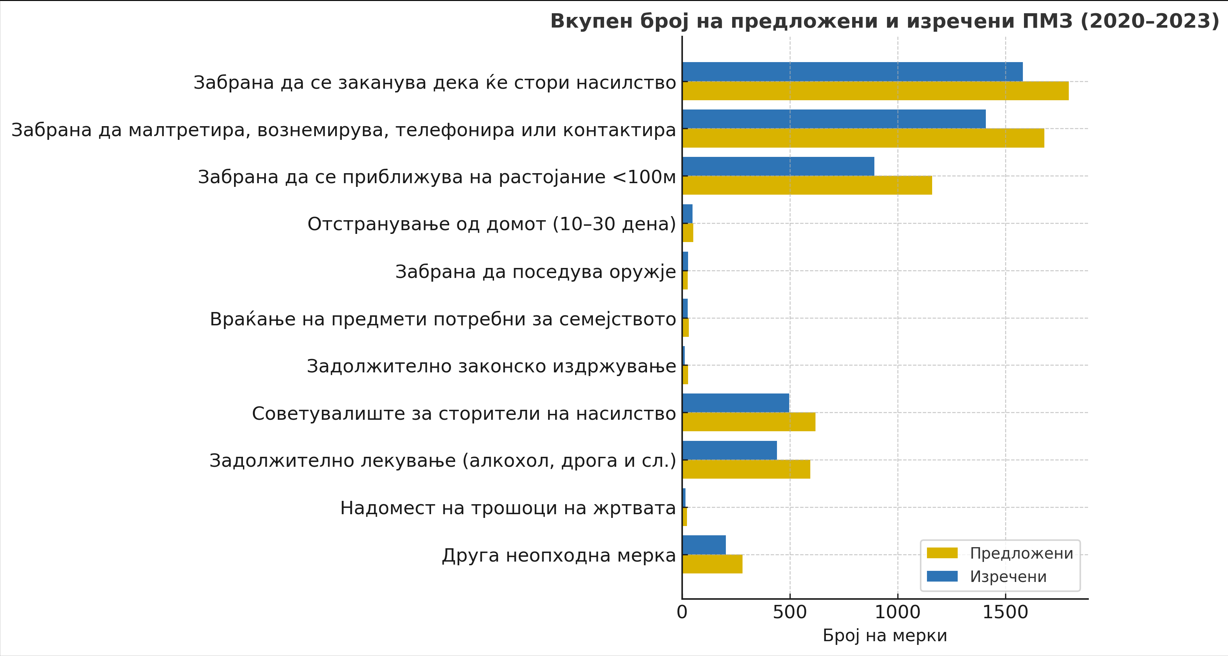 Вкупен број на предложени и изречени ПМЗ (2020–2023)
Забрана да се заканува дека ќе стори насилство
Забрана да малтретира, вознемирува, телефонира или контактира
Забрана да се приближува на растојание <100м
Отстранување од домот (10–30 дена)
Забрана да поседува оружје
Враќање на предмети потребни за семејството
Задолжително законско издржување
Советувалиште за сторители на насилство
Задолжително лекување (алкохол, дрога и сл.)
Надомест на трошоци на жртвата
Друга неопходна мерка
Предложени
Изречени
0 500 1000 1500
Број на мерки